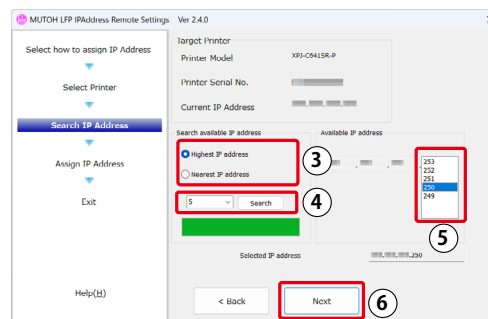 MUTOH LFP IPAddress Remote Settings Ver 2.4.0
Select how to assign IP Address
Select Printer
Search IP Address
Assign IP Address
Exit
Help(H)
Target Printer
Printer Model XPJ-C641SR-P
Printer Serial No.
Current IP Address
Search available IP address
Highest IP address
Nearest IP address
3
5
Search
4
Available IP address
253
252
251
250
249
5
Selected IP address .250
< Back
Next
6